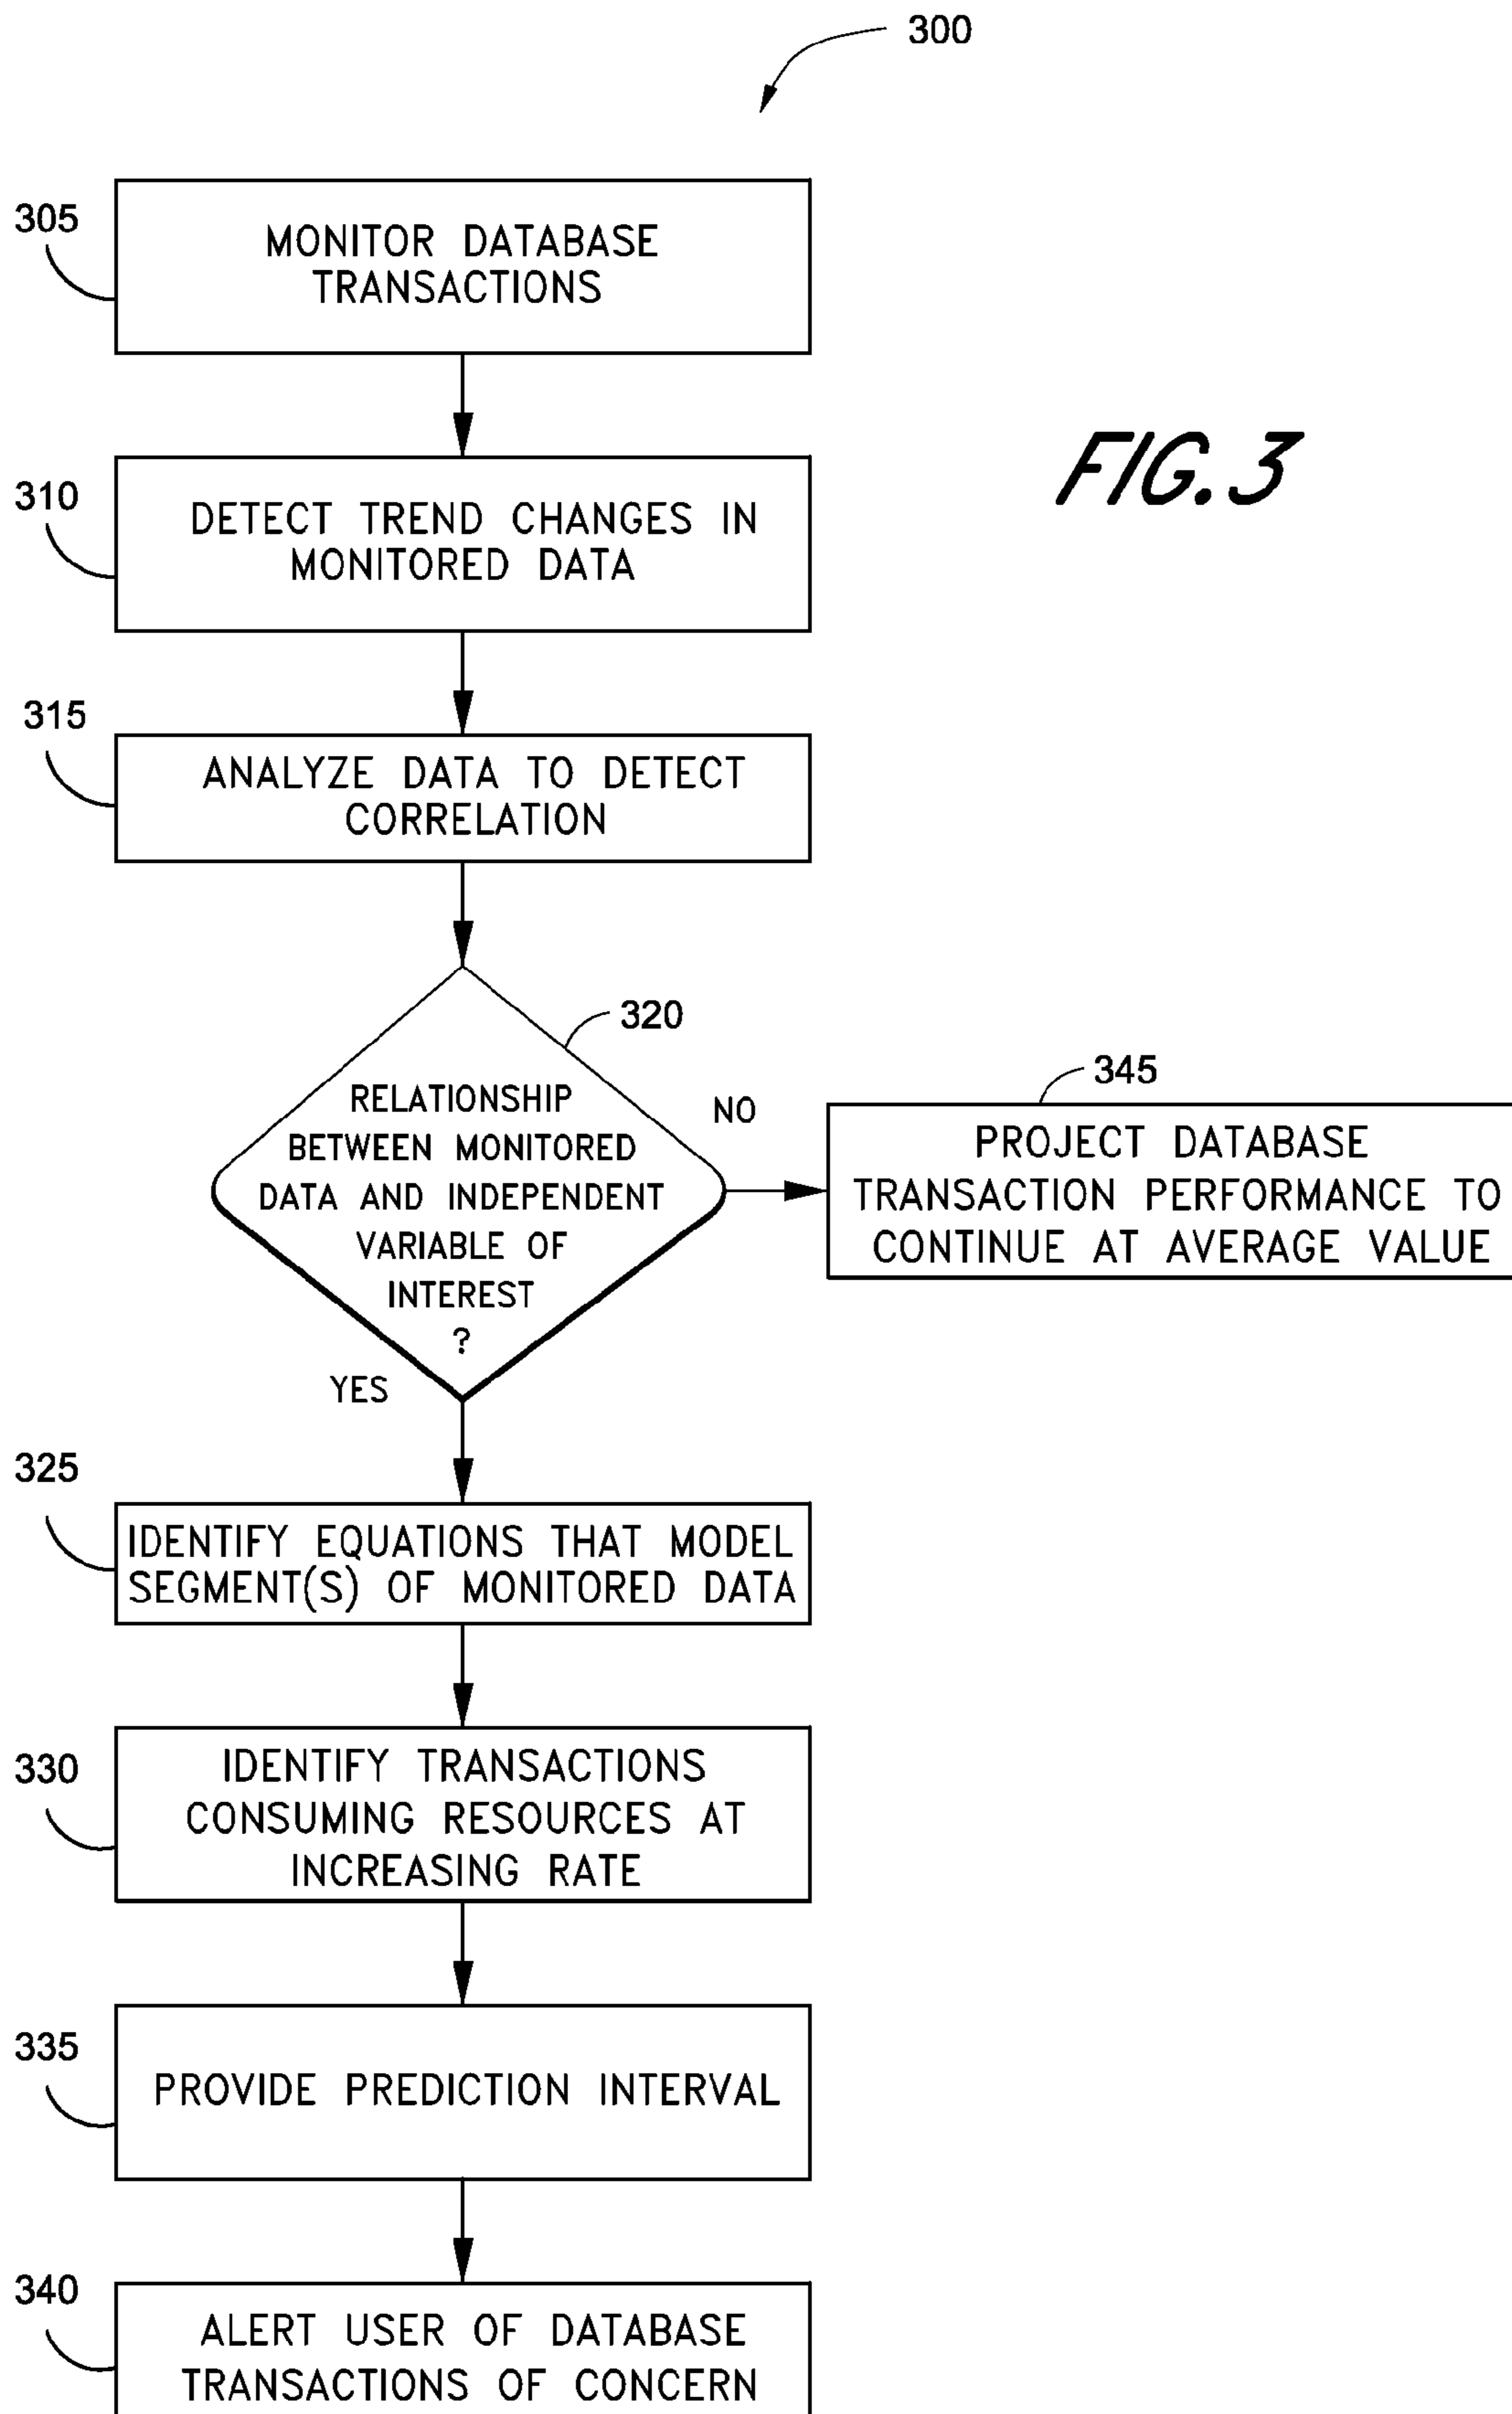 300
305
MONITOR DATABASE
TRANSACTIONS
FIG. 3
310
DETECT TREND CHANGES IN
MONITORED DATA
315
ANALYZE DATA TO DETECT
CORRELATION
320
RELATIONSHIP
BETWEEN MONITORED
DATA AND INDEPENDENT
VARIABLE OF
INTEREST
?
NO
YES
345
PROJECT DATABASE
TRANSACTION PERFORMANCE TO
CONTINUE AT AVERAGE VALUE
325
IDENTIFY EQUATIONS THAT MODEL
SEGMENT(S) OF MONITORED DATA
330
IDENTIFY TRANSACTIONS
CONSUMING RESOURCES AT
INCREASING RATE
335
PROVIDE PREDICTION INTERVAL
340
ALERT USER OF DATABASE
TRANSACTIONS OF CONCERN